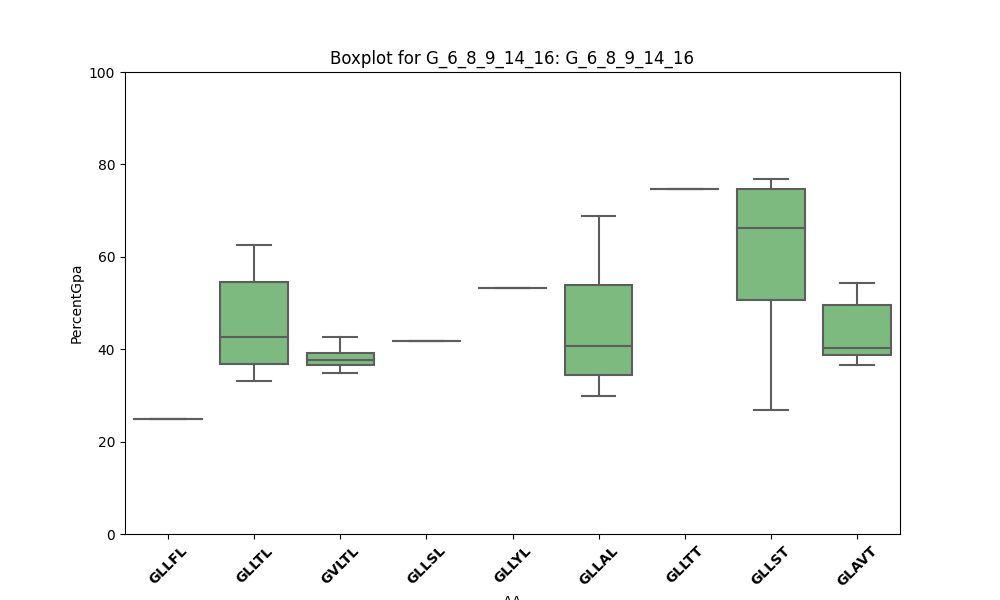 Boxplot for G_6_8_9_14_16: G_6_8_9_14_16
100
80
60
40
20
0
PercentGpa
GLLFL
GLLTL
GVLTL
GLLSL
GLLYL
GLLAL
GLLTT
GLLST
GLAVT
AA